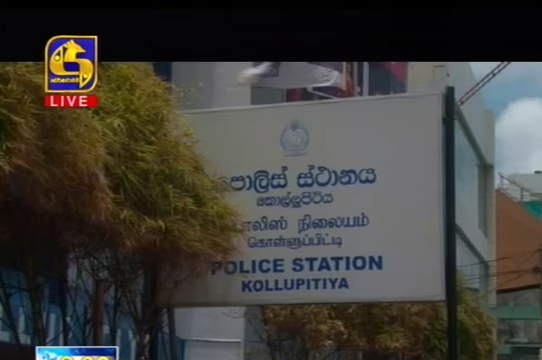 LIVE
පොලිස් ස්ථානය
කොල්ලුපිටිය
பொலிஸ் நிலையம்
கொள்ளுப்பிட்டி
POLICE STATION
KOLLUPITIYA